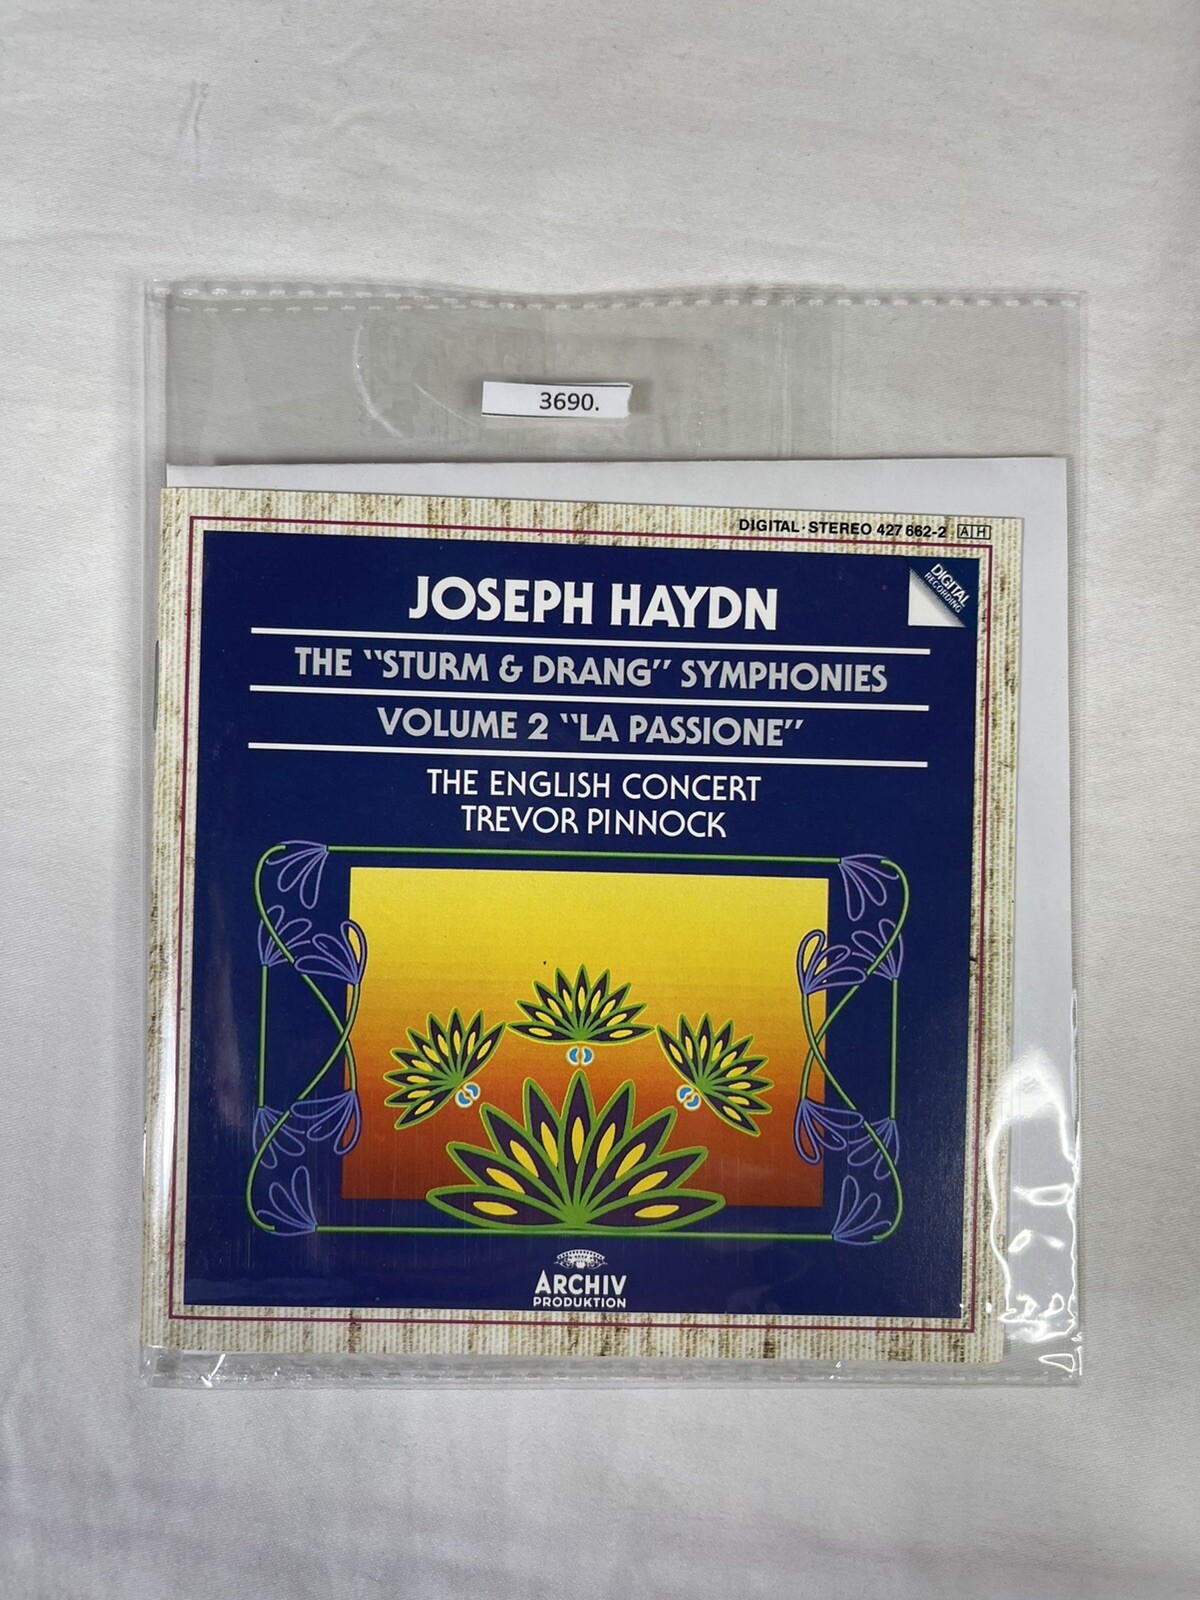 3690.
DIGITAL·STEREO 427 662-2 AH
DIGITAL
RECORDING
JOSEPH HAYDN
THE "STURM & DRANG" SYMPHONIES
VOLUME 2 "LA PASSIONE"
THE ENGLISH CONCERT
TREVOR PINNOCK
ARCHIV
PRODUKTION